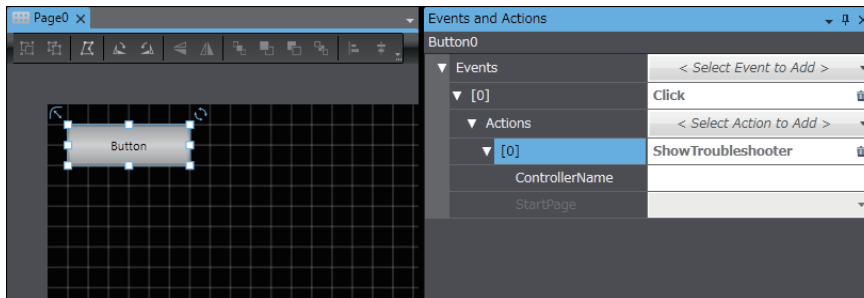 Page0
Events and Actions
Button0
Events
< Select Event to Add >
[0]
Click
Actions
< Select Action to Add >
[0]
ShowTroubleshooter
ControllerName
StartPage
Button